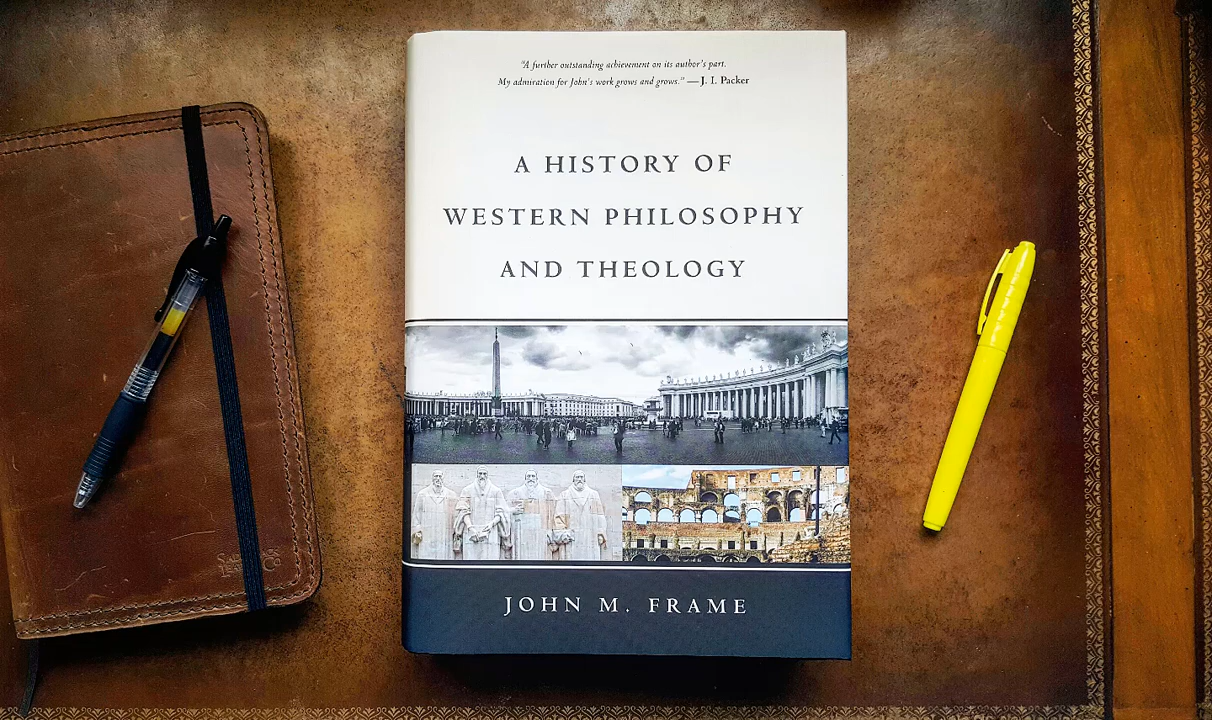 “A further outstanding achievement on its author’s part.
My admiration for John’s work grows and grows.” — J. I. Packer
A HISTORY OF
WESTERN PHILOSOPHY
AND THEOLOGY
JOHN M. FRAME